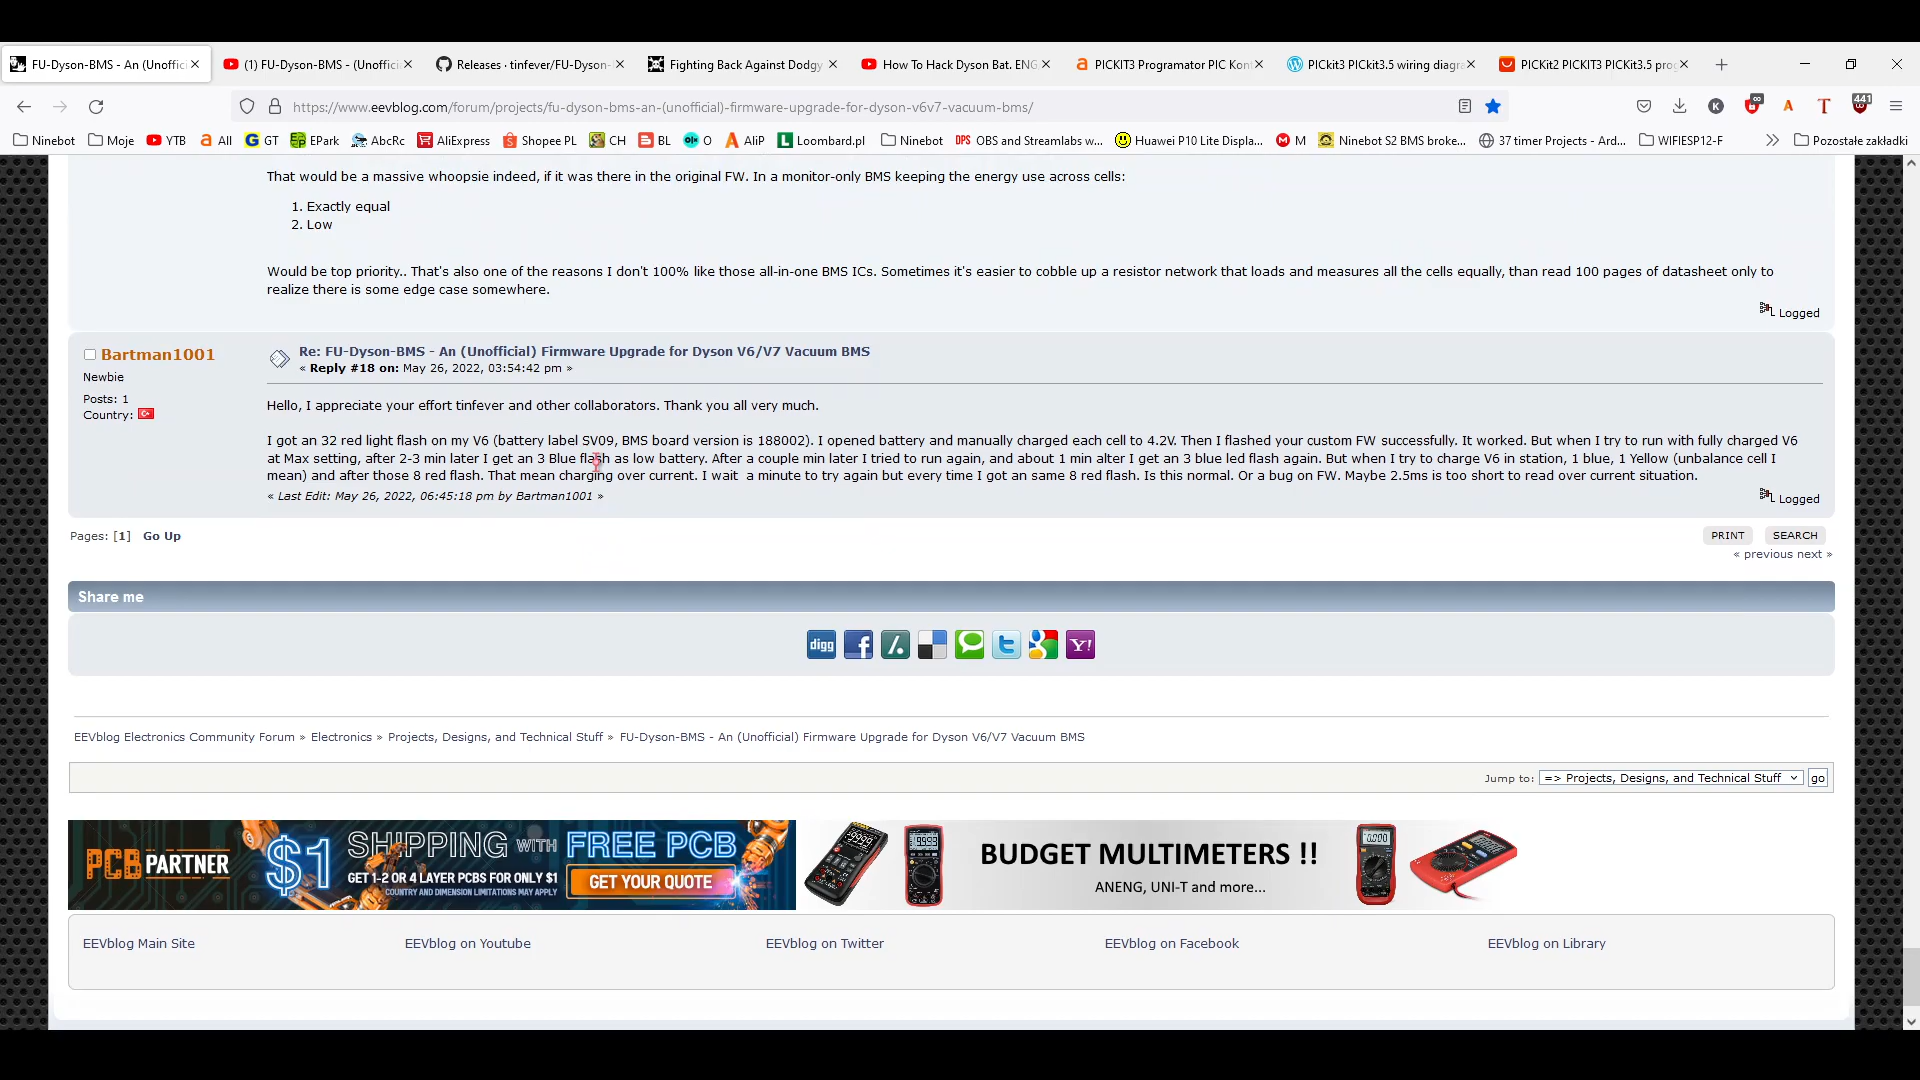 FU-Dyson-BMS - An (Unoffici
(1) FU-Dyson-BMS - (Unoffici
Releases · tinfever/FU-Dyson-
Fighting Back Against Dodgy
How To Hack Dyson Bat. ENG
PICKIT3 Programator PIC Kon
PICkit3 PICkit3.5 wiring diagra
PICKit2 PICKIT3 PICKit3.5 pro
https://www.eevblog.com/forum/projects/fu-dyson-bms-an-(unofficial)-firmware-upgrade-for-dyson-v6v7-vacuum-bms/
441
Ninebot
Moje
YTB
All
GT
EPark
AbcRc
AliExpress
Shopee PL
CH
BL
O
AliP
Loombard.pl
Ninebot
DPS OBS and Streamlabs w...
Huawei P10 Lite Displa...
M
Ninebot S2 BMS broke...
37 timer Projects - Ard...
WIFIESP12-F
Pozostałe zakładki
That would be a massive whoopsie indeed, if it was there in the original FW. In a monitor-only BMS keeping the energy use across cells:
1. Exactly equal
2. Low
Would be top priority.. That's also one of the reasons I don't 100% like those all-in-one BMS ICs. Sometimes it's easier to cobble up a resistor network that loads and measures all the cells equally, than read 100 pages of datasheet only to
realize there is some edge case somewhere.
Logged
Bartman1001
Newbie
Posts: 1
Country:
Re: FU-Dyson-BMS - An (Unofficial) Firmware Upgrade for Dyson V6/V7 Vacuum BMS
« Reply #18 on: May 26, 2022, 03:54:42 pm »
Hello, I appreciate your effort tinfever and other collaborators. Thank you all very much.
I got an 32 red light flash on my V6 (battery label SV09, BMS board version is 188002). I opened battery and manually charged each cell to 4.2V. Then I flashed your custom FW successfully. It worked. But when I try to run with fully charged V6
at Max setting, after 2-3 min later I get an 3 Blue flash as low battery. After a couple min later I tried to run again, and about 1 min alter I get an 3 blue led flash again. But when I try to charge V6 in station, 1 blue, 1 Yellow (unbalance cell I
mean) and after those 8 red flash. That mean charging over current. I wait a minute to try again but every time I got an same 8 red flash. Is this normal. Or a bug on FW. Maybe 2.5ms is too short to read over current situation.
« Last Edit: May 26, 2022, 06:45:18 pm by Bartman1001 »
Logged
Pages: [1] Go Up
PRINT SEARCH
« previous next »
Share me
digg
EEVblog Electronics Community Forum » Electronics » Projects, Designs, and Technical Stuff » FU-Dyson-BMS - An (Unofficial) Firmware Upgrade for Dyson V6/V7 Vacuum BMS
Jump to: => Projects, Designs, and Technical Stuff go
PCB PARTNER
$1 SHIPPING WITH FREE PCB
GET 1-2 OR 4 LAYER PCBS FOR ONLY $1
COUNTRY AND DIMENSION LIMITATIONS MAY APPLY
GET YOUR QUOTE
BUDGET MULTIMETERS !!
ANENG, UNI-T and more...
EEVblog Main Site
EEVblog on Youtube
EEVblog on Twitter
EEVblog on Facebook
EEVblog on Library